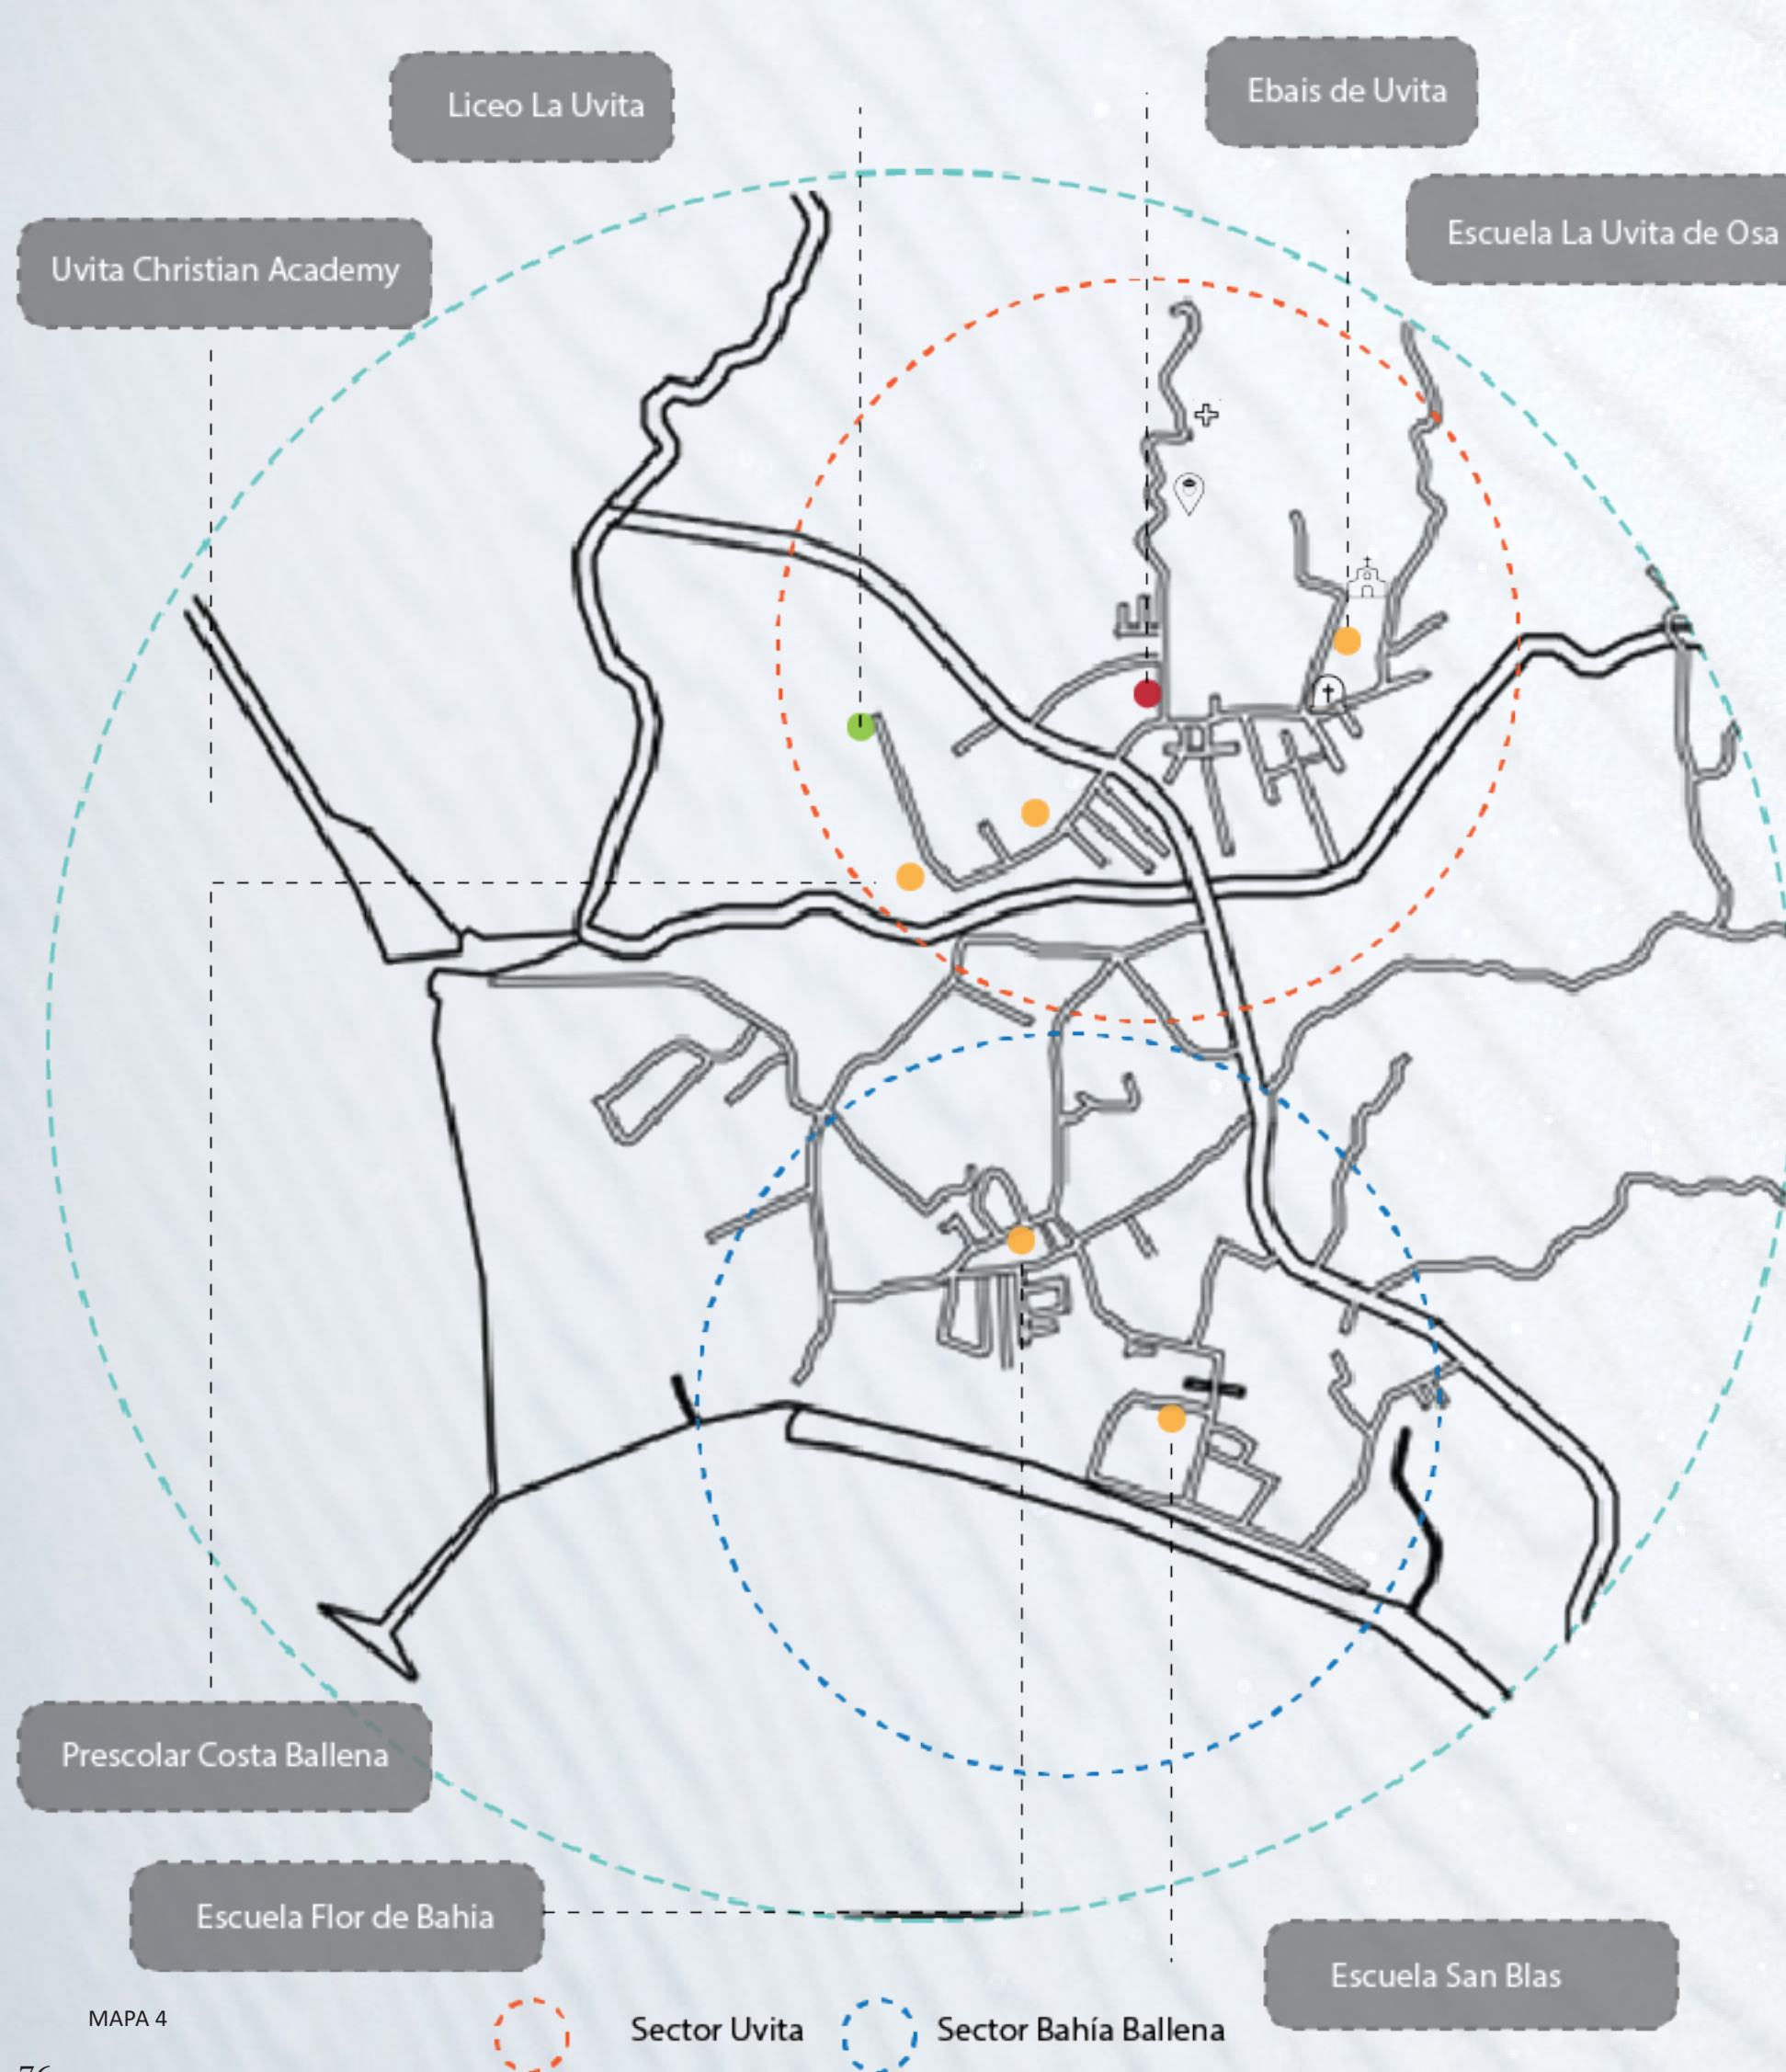 Liceo La Uvita
Ebais de Uvita
Escuela La Uvita de Osa
Uvita Christian Academy
Prescolar Costa Ballena
Escuela Flor de Bahia
Escuela San Blas
MAPA 4
Sector Uvita
Sector Bahía Ballena